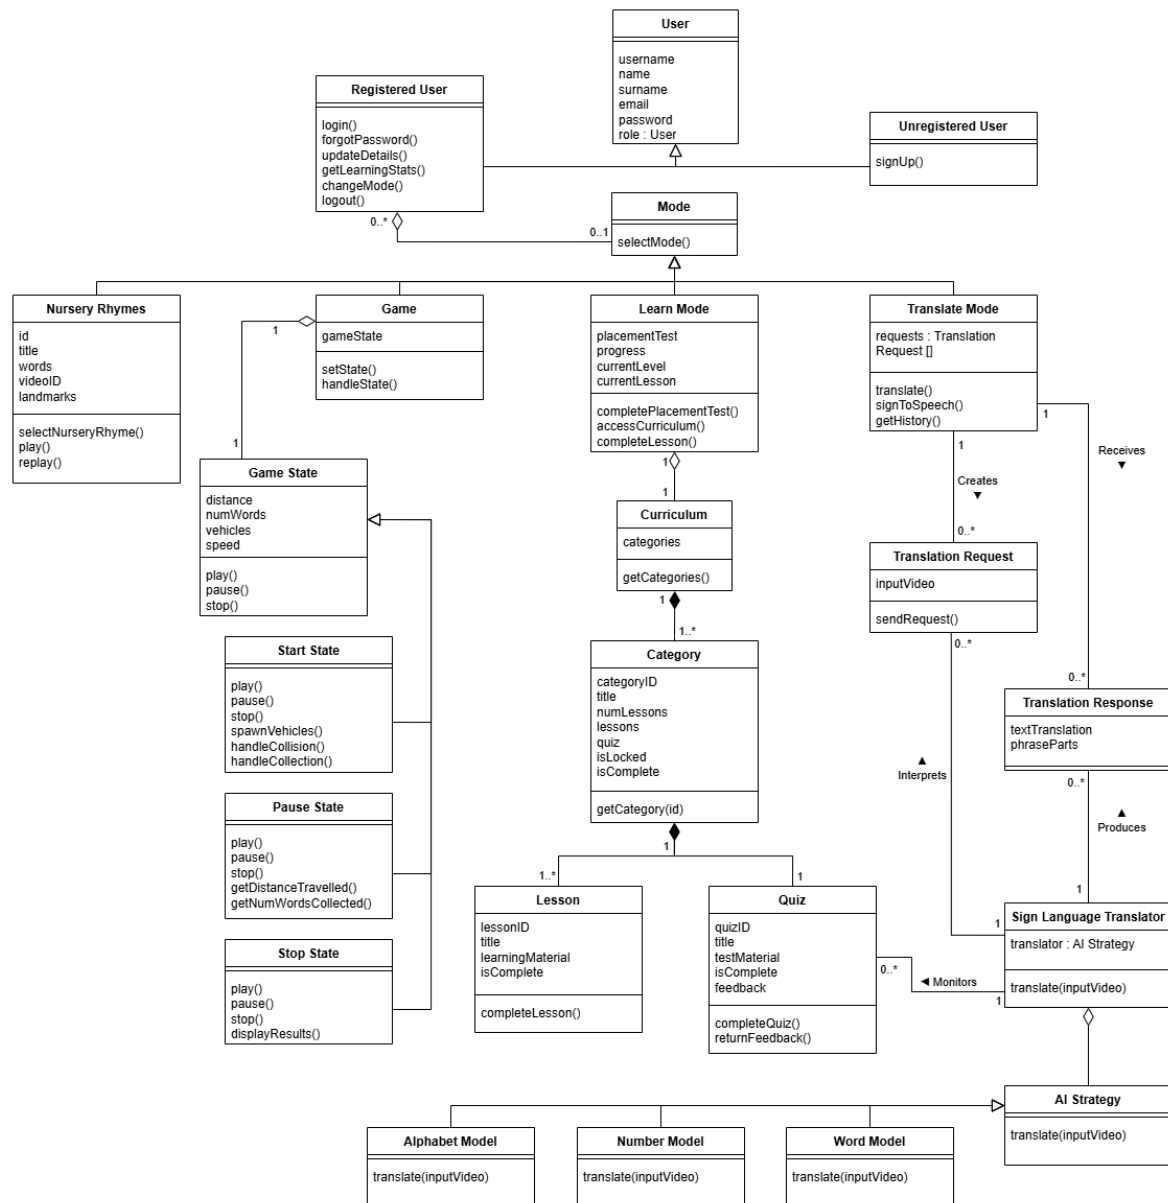 User
username
name
surname
email
password
role : User
Registered User
login()
forgotPassword()
updateDetails()
getLearningStats()
changeMode()
logout()
Unregistered User
signUp()
0..*
0..1
Mode
selectMode()
Nursery Rhymes
id
title
words
videoID
landmarks
selectNurseryRhyme()
play()
replay()
1
Game
gameState
setState()
handleState()
Learn Mode
placementTest
progress
currentLevel
currentLesson
completePlacementTest()
accessCurriculum()
completeLesson()
Translate Mode
requests : Translation
Request []
translate()
signToSpeech()
getHistory()
1
1
Receives
▼
Creates
▼
0..*
1
Game State
distance
numWords
vehicles
speed
play()
pause()
stop()
1
1
Curriculum
categories
getCategories()
1
1..*
Translation Request
inputVideo
sendRequest()
0..*
Start State
play()
pause()
stop()
spawnVehicles()
handleCollision()
handleCollection()
Category
categoryID
title
numLessons
lessons
quiz
isLocked
isComplete
getCategory(id)
1
0..*
Translation Response
textTranslation
phraseParts
0..*
▲
Interprets
▲
Produces
Pause State
play()
pause()
stop()
getDistanceTravelled()
getNumWordsCollected()
1..*
1
Lesson
lessonID
title
learningMaterial
isComplete
completeLesson()
Quiz
quizID
title
testMaterial
isComplete
feedback
completeQuiz()
returnFeedback()
1
1
Sign Language Translator
translator : AI Strategy
translate(inputVideo)
0..*
◄ Monitors
1
Stop State
play()
pause()
stop()
displayResults()
AI Strategy
translate(inputVideo)
Alphabet Model
translate(inputVideo)
Number Model
translate(inputVideo)
Word Model
translate(inputVideo)